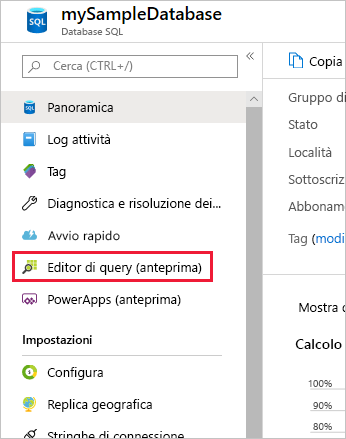 mySampleDatabase
Database SQL
Cerca (CTRL+/)
«
Panoramica
Log attività
Tag
Diagnostica e risoluzione dei...
Avvio rapido
Editor di query (anteprima)
PowerApps (anteprima)
Impostazioni
Configura
Replica geografica
Stringhe di connessione
Copia
Gruppo di
Stato
Località
Sottoscriz
Abboname
Tag (modi
Mostra d
Calcolo
100%
100%
90%
80%